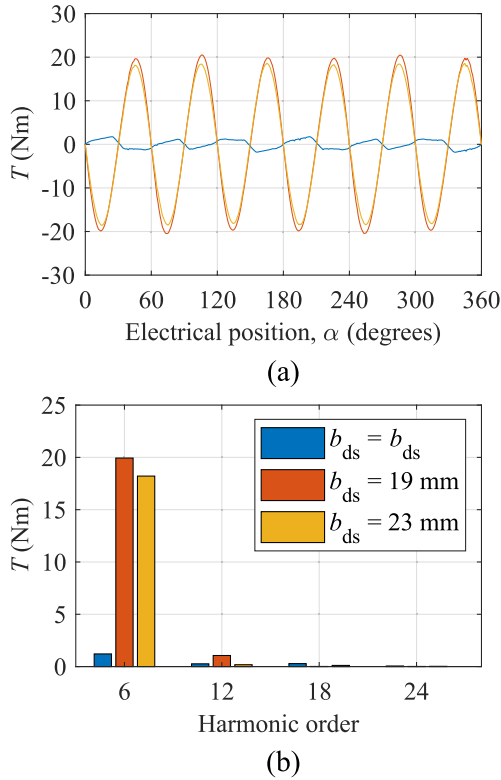 30
20
10
0
-10
-20
-30
T (Nm)
0 60 120 180 240 300 360
Electrical position, α (degrees)
(a)
25
20
15
10
5
0
T (Nm)
b_ds = b_ds
b_ds = 19 mm
b_ds = 23 mm
6 12 18 24
Harmonic order
(b)